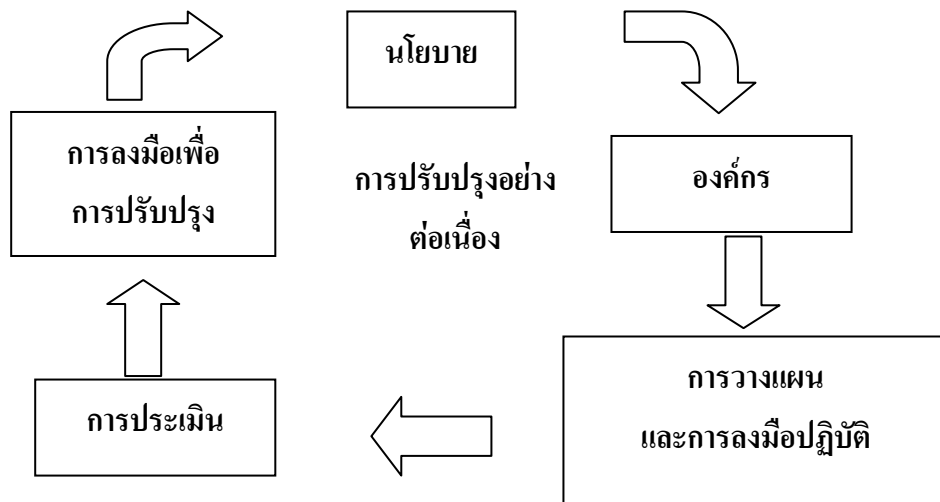 นโยบาย
องค์กร
การวางแผน
และการลงมือปฏิบัติ
การประเมิน
การลงมือเพื่อ
การปรับปรุง
การปรับปรุงอย่าง
ต่อเนื่อง